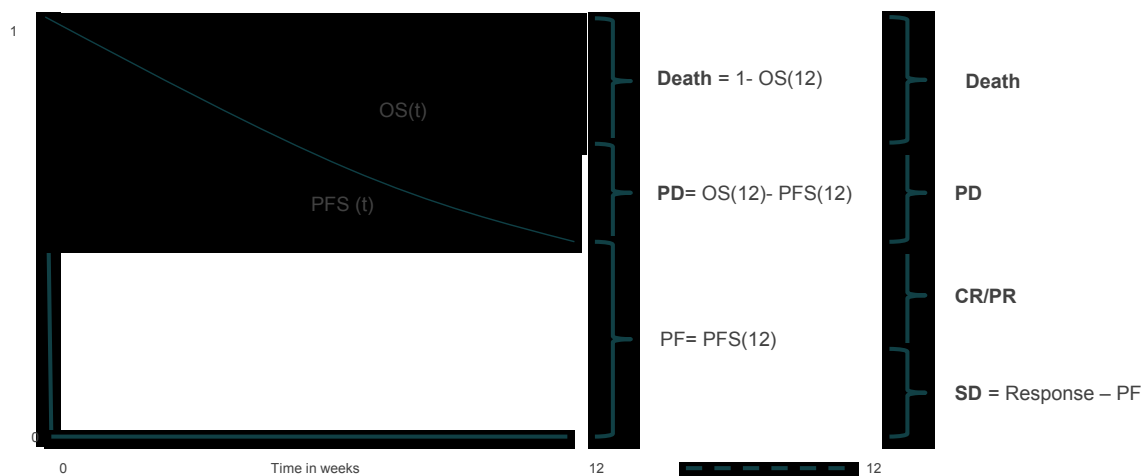 1
OS(t)
PFS (t)
0
0
Time in weeks
12
Death = 1- OS(12)
PD= OS(12)- PFS(12)
PF= PFS(12)
12
Death
PD
CR/PR
SD = Response – PF